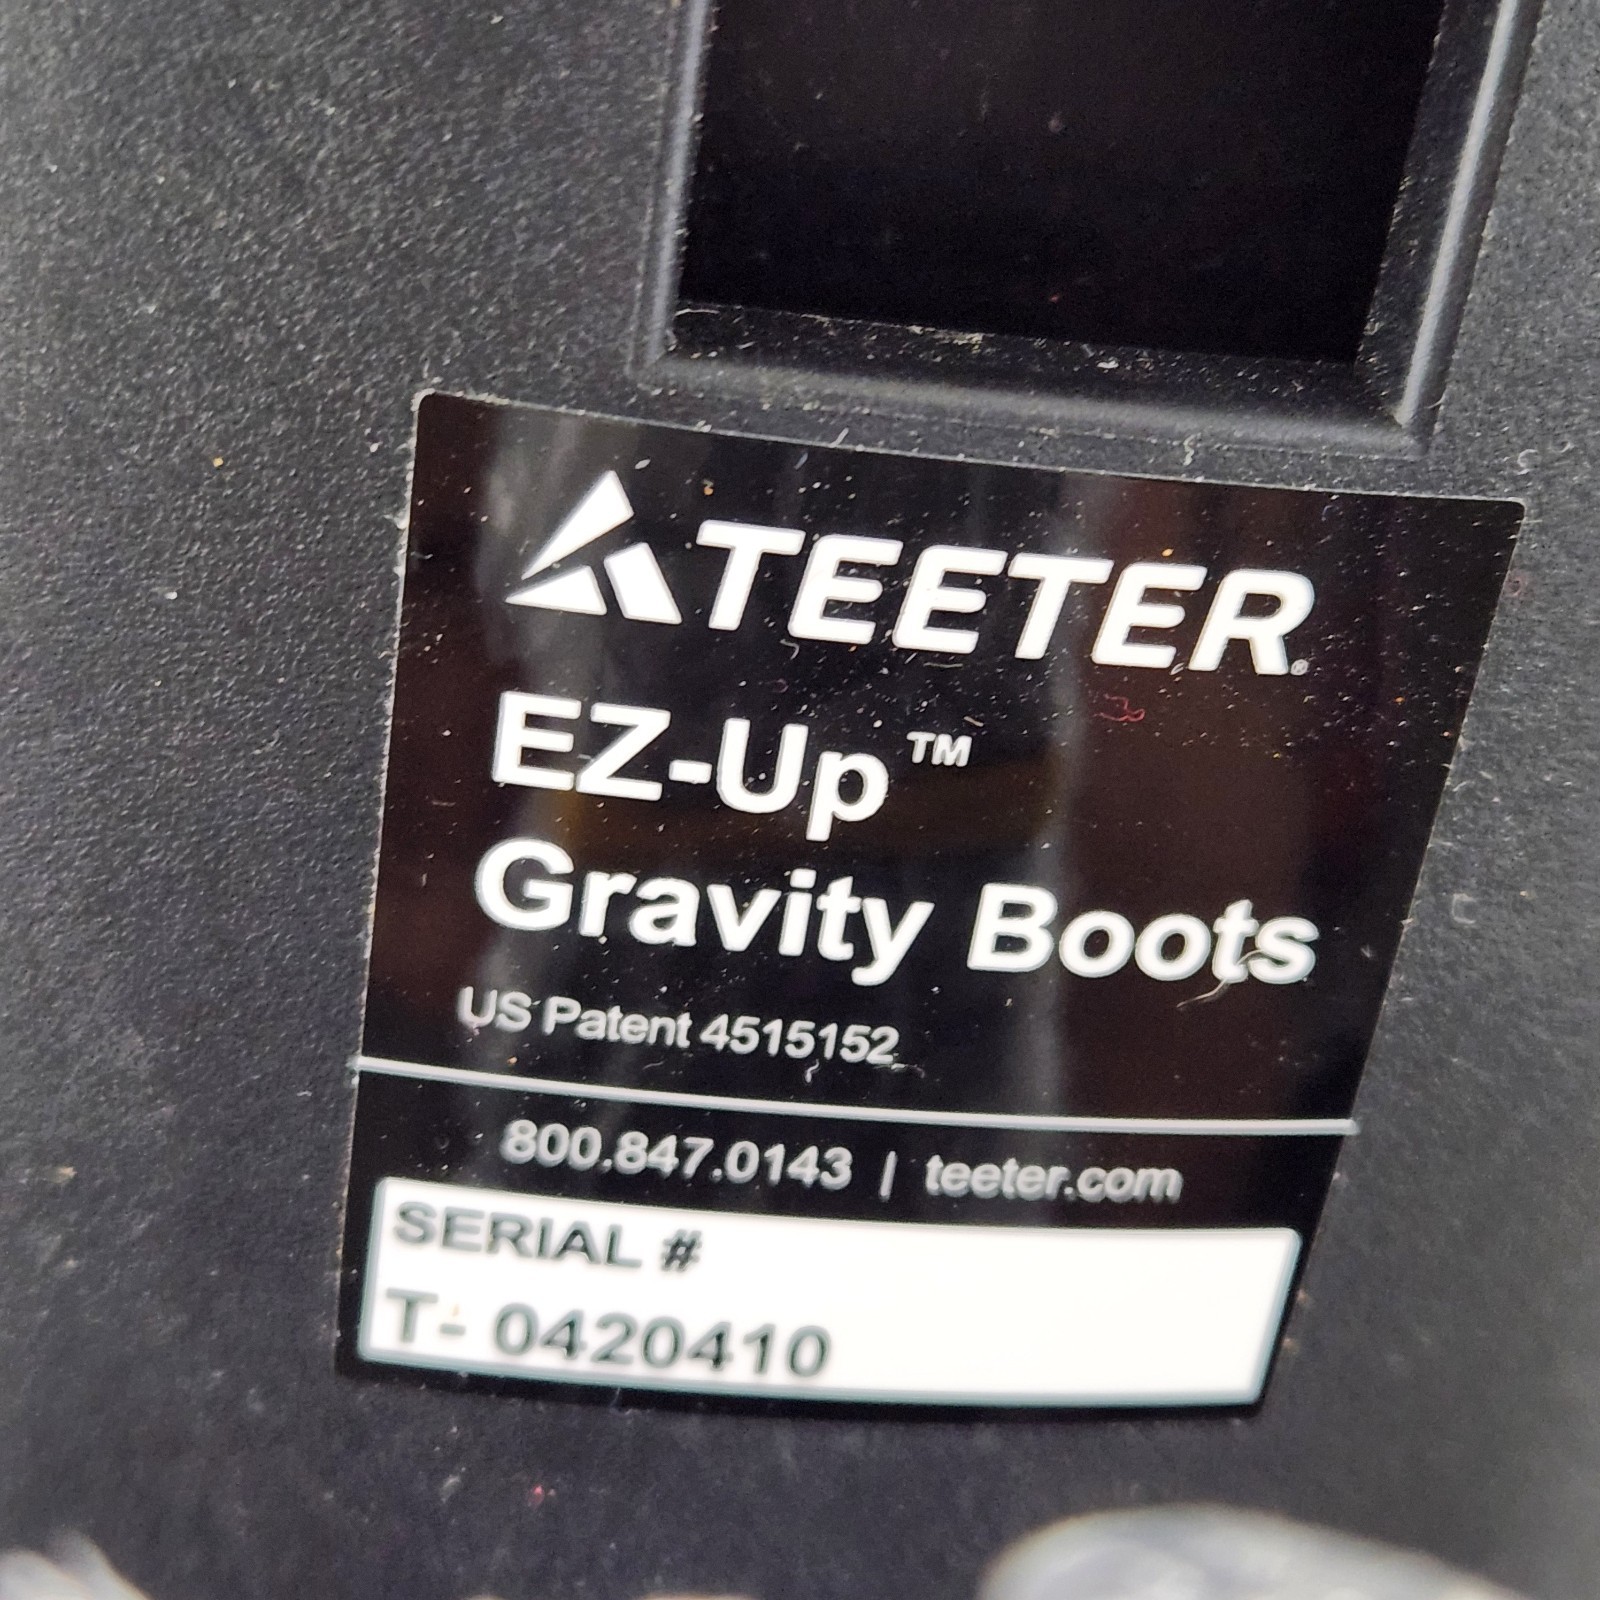 TEETER®
EZ-Up™
Gravity Boots
US Patent 4515152
800.847.0143 | teeter.com
SERIAL #
T- 0420410